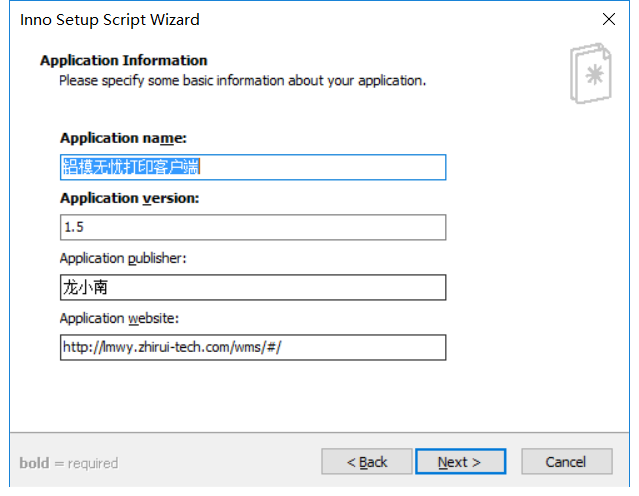 Inno Setup Script Wizard
Application Information
Please specify some basic information about your application.
Application name:
铝模无忧打印客户端
Application version:
1.5
Application publisher:
龙小南
Application website:
http://lmwy.zhirui-tech.com/wms/#/
bold = required
< Back
Next >
Cancel